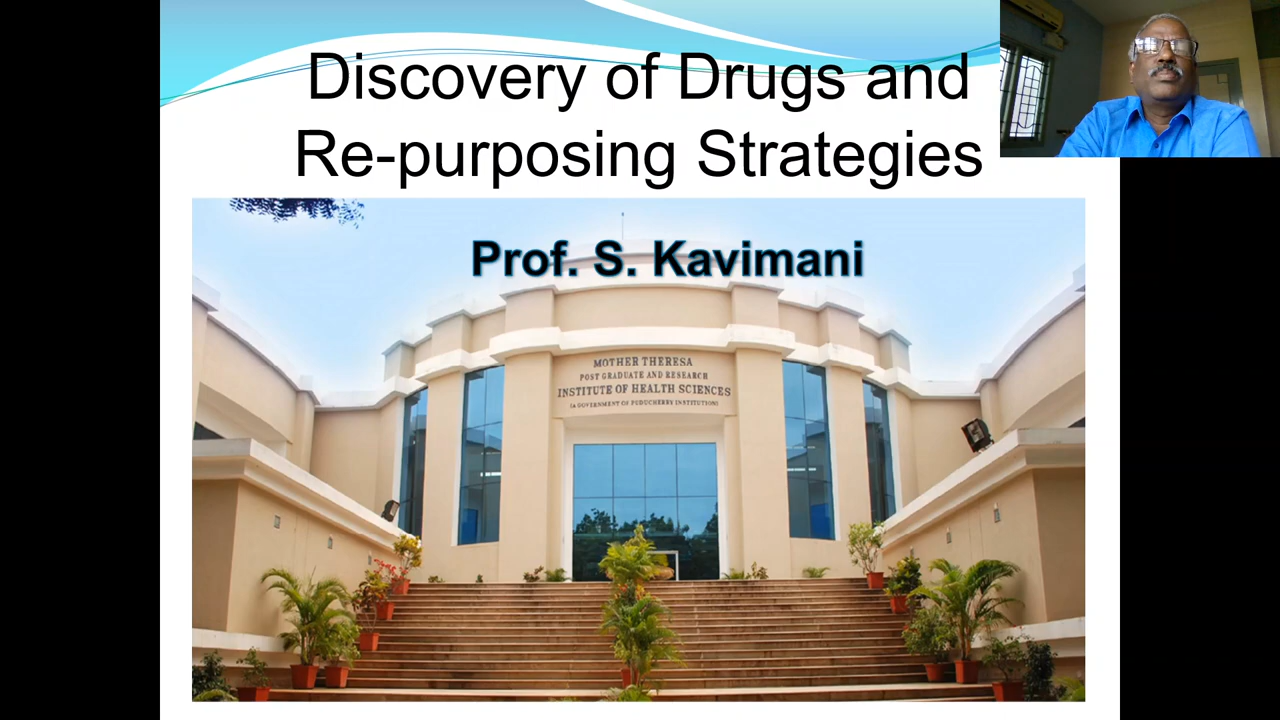 Discovery of Drugs and
Re-purposing Strategies
Prof. S. Kavimani
MOTHER THERESA
POST GRADUATE AND RESEARCH
INSTITUTE OF HEALTH SCIENCES
(A GOVERNMENT OF PUDUCHERRY INSTITUTION)